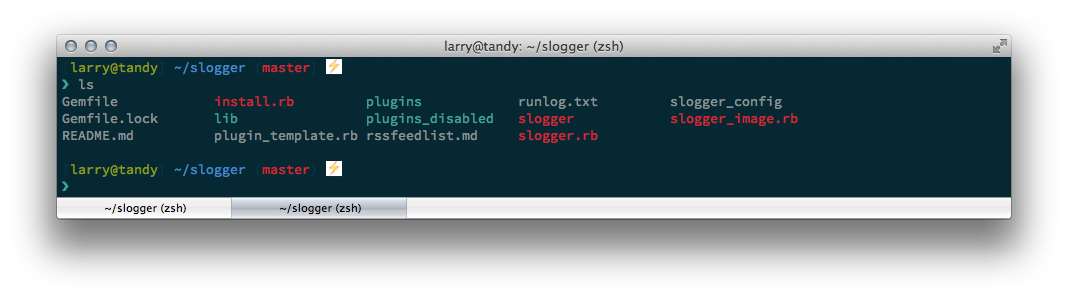 larry@tandy: ~/slogger (zsh)
[larry@tandy] ~/slogger (master) ⚡
❯ ls
Gemfile install.rb plugins runlog.txt slogger_config
Gemfile.lock lib plugins_disabled slogger slogger_image.rb
README.md plugin_template.rb rssfeedlist.md slogger.rb
[larry@tandy] ~/slogger (master) ⚡
❯
~/slogger (zsh) ~/slogger (zsh)